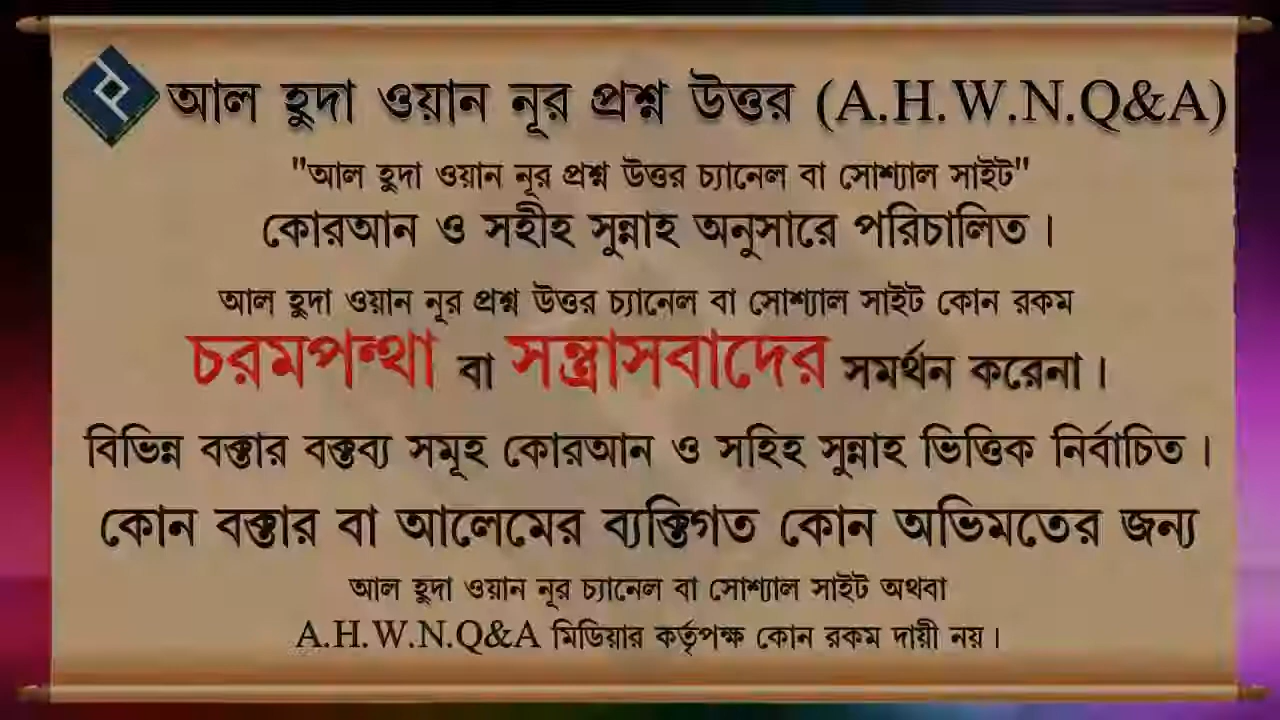 আল হুদা ওয়ান নূর প্রশ্ন উত্তর (A.H.W.N.Q&A)
"আল হুদা ওয়ান নূর প্রশ্ন উত্তর চ্যানেল বা সোশ্যাল সাইট"
কোরআন ও সহীহ সুন্নাহ অনুসারে পরিচালিত।
আল হুদা ওয়ান নূর প্রশ্ন উত্তর চ্যানেল বা সোশ্যাল সাইট কোন রকম
চরমপন্থা বা সন্ত্রাসবাদের সমর্থন করেনা।
বিভিন্ন বক্তার বক্তব্য সমূহ কোরআন ও সহিহ সুন্নাহ ভিত্তিক নির্বাচিত।
কোন বক্তার বা আলেমের ব্যক্তিগত কোন অভিমতের জন্য
আল হুদা ওয়ান নূর চ্যানেল বা সোশ্যাল সাইট অথবা
A.H.W.N.Q&A মিডিয়ার কর্তৃপক্ষ কোন রকম দায়ী নয়।